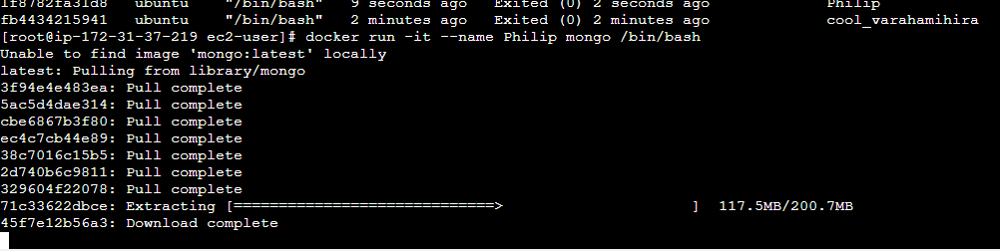 1f8782fa31d8   ubuntu   "/bin/bash"   9 seconds ago   Exited (0) 2 seconds ago             Philip
fb4434215941   ubuntu   "/bin/bash"   2 minutes ago   Exited (0) 2 minutes ago             cool_varahamihira
[root@ip-172-31-37-219 ec2-user]# docker run -it --name Philip mongo /bin/bash
Unable to find image 'mongo:latest' locally
latest: Pulling from library/mongo
3f94e4e483ea: Pull complete
5ac5d4dae314: Pull complete
cbe6867b3f80: Pull complete
ec4c7cb44e89: Pull complete
38c7016c15b5: Pull complete
2d740b6c9811: Pull complete
329604f22078: Pull complete
71c33622dbce: Extracting [=============================>                     ]  117.5MB/200.7MB
45f7e12b56a3: Download complete